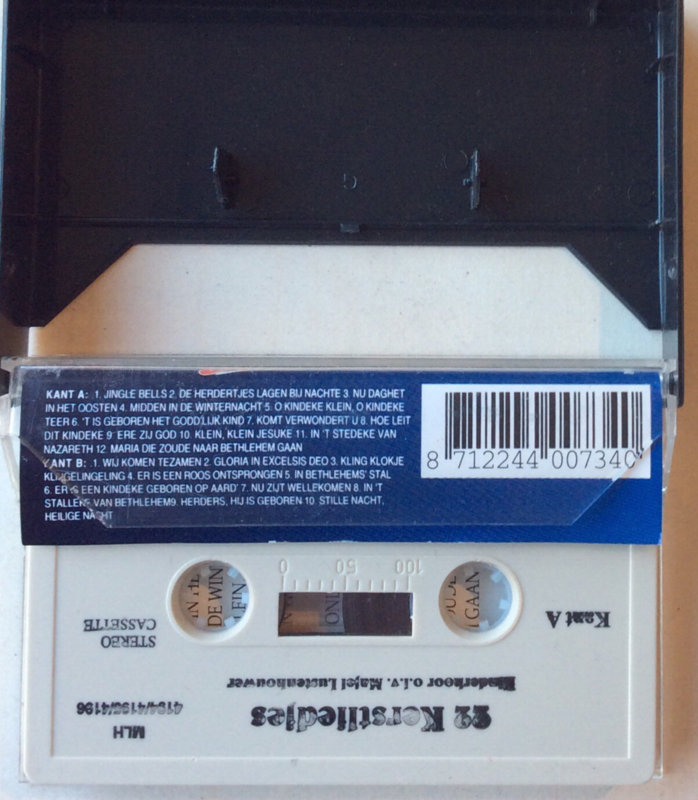 KANT A: 1. JINGLE BELLS 2. DE HERDERTJES LAGEN BIJ NACHTE 3. NU DAGHET
IN HET OOSTEN 4. MIDDEN IN DE WINTERNACHT 5. O KINDEKE KLEIN, O KINDEKE
TEER 6. 'T IS GEBOREN HET GODD'LIJK KIND 7. KOMT VERWONDERT U 8. HOE LEIT
DIT KINDEKE 9. ERE ZIJ GOD 10. KLEIN, KLEIN JESUKE 11. IN 'T STEDEKE VAN
NAZARETH 12. MARIA DIE ZOUDE NAAR BETHLEHEM GAAN
KANT B: 1. WIJ KOMEN TEZAMEN 2. GLORIA IN EXCELSIS DEO 3. KLING KLOKJE
KLINGELINGELING 4. ER IS EEN ROOS ONTSPRONGEN 5. IN BETHLEHEMS' STAL
6. ER IS EEN KINDEKE GEBOREN OP AARD' 7. NU ZIJT WELLEKOMEN 8. IN 'T
STALLEKE VAN BETHLEHEM 9. HERDERS, HIJ IS GEBOREN 10. STILLE NACHT,
HEILIGE NACHT
8 712244 007340
100 50 0
DE WIN
GAAN
Kant A
STEREO
CASSETTE
22 Kerstliedjes
Kinderkoor o.l.v. Majel Lustenhouwer
MLH
4194/4195/4196